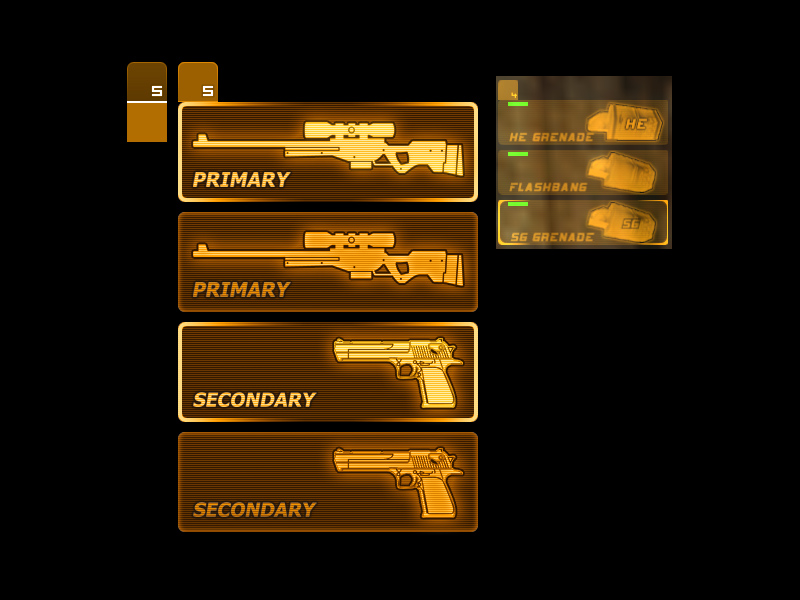 5
5
PRIMARY
PRIMARY
SECONDARY
SECONDARY
4
HE GRENADE
HE
FLASHBANG
SG GRENADE
SG